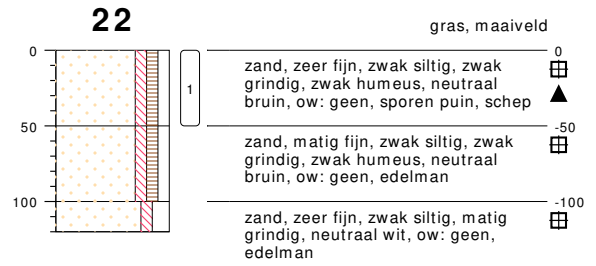 22
gras, maaiveld
0
0
zand, zeer fijn, zwak siltig, zwak
grindig, zwak humeus, neutraal
bruin, ow: geen, sporen puin, schep
1
50
-50
zand, matig fijn, zwak siltig, zwak
grindig, zwak humeus, neutraal
bruin, ow: geen, edelman
100
-100
zand, zeer fijn, zwak siltig, matig
grindig, neutraal wit, ow: geen,
edelman